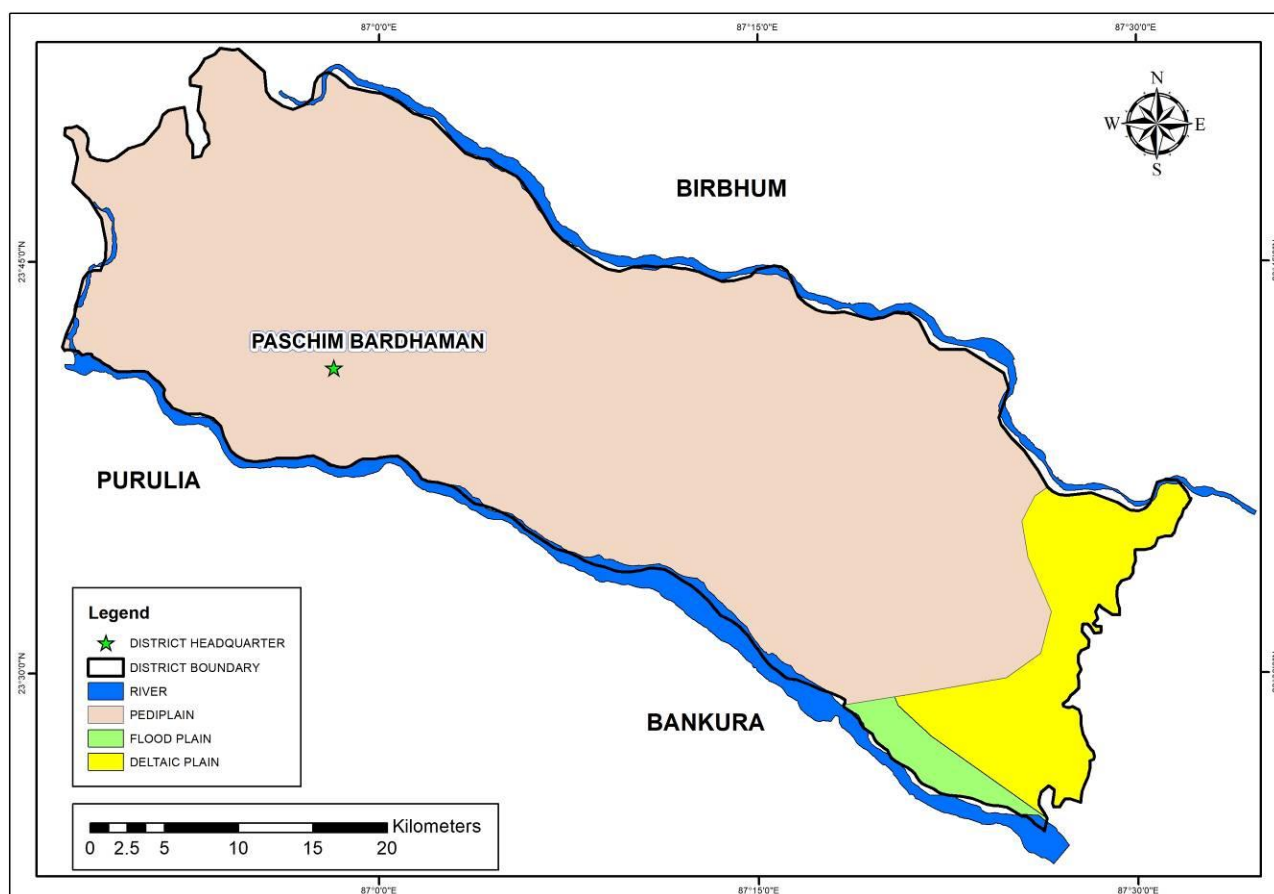 87°0'0"E
87°15'0"E
87°30'0"E
N
W
E
S
BIRBHUM
23°45'0"N
PASCHIM BARDHAMAN
PURULIA
23°30'0"N
BANKURA
Legend
DISTRICT HEADQUARTER
DISTRICT BOUNDARY
RIVER
PEDIPLAIN
FLOOD PLAIN
DELTAIC PLAIN
Kilometers
0 2.5 5 10 15 20
87°0'0"E
87°15'0"E
87°30'0"E